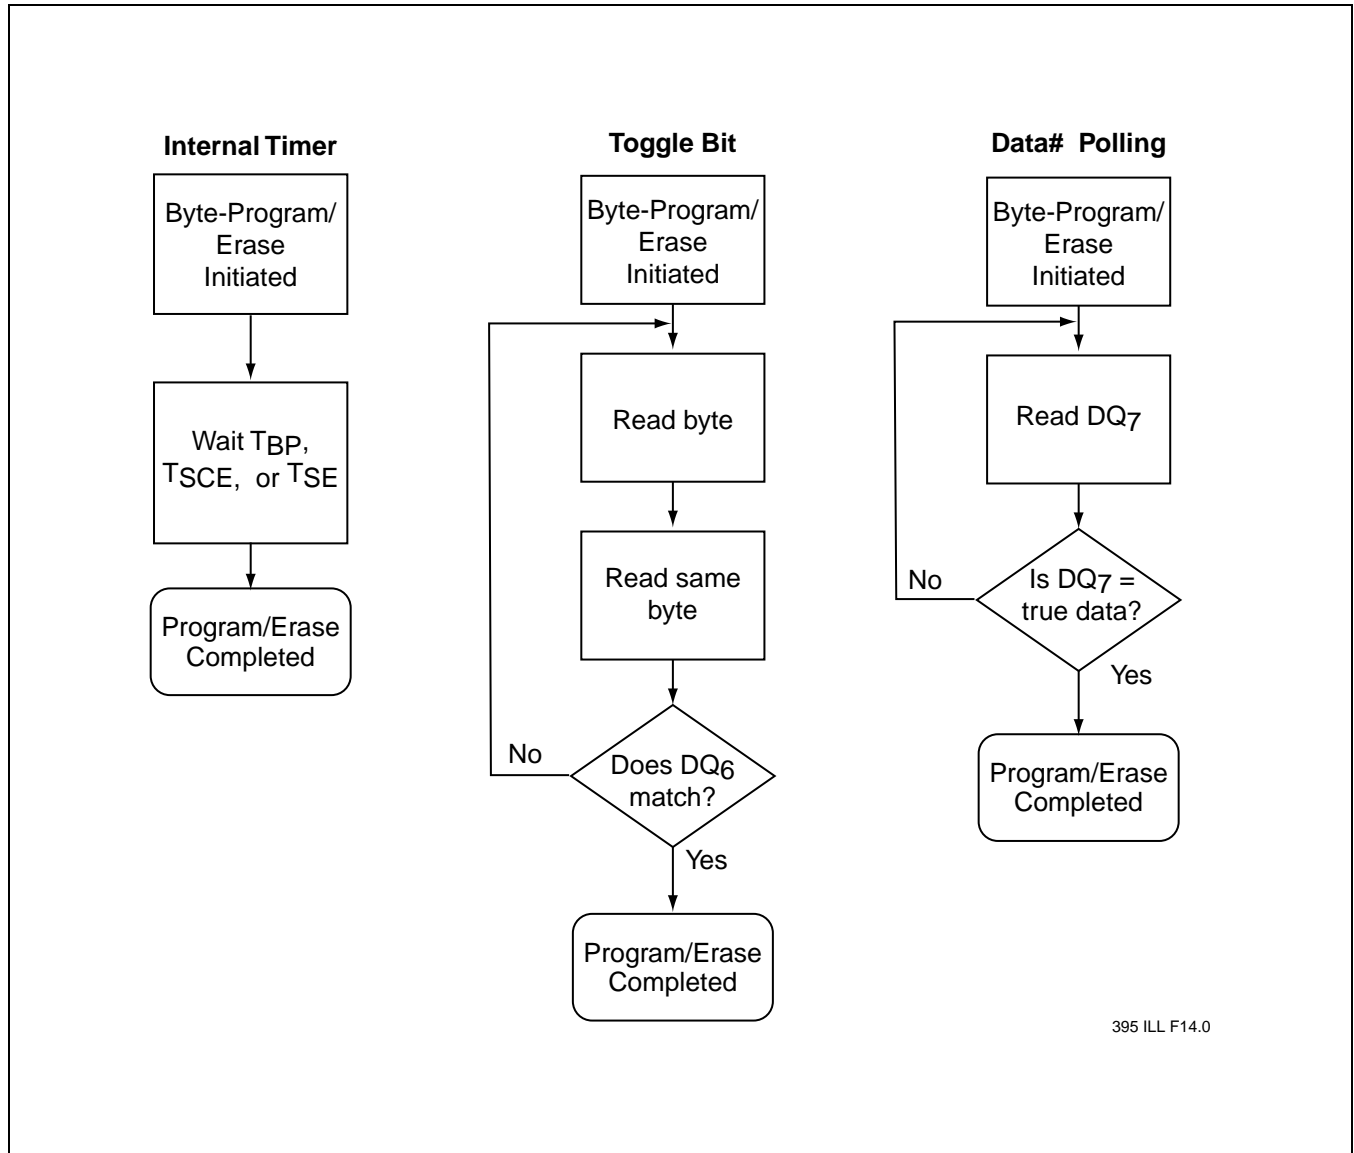 Internal Timer
Byte-Program/
Erase
Initiated
Wait TBP,
TSCE, or TSE
Program/Erase
Completed
Toggle Bit
Byte-Program/
Erase
Initiated
Read byte
Read same
byte
No
Does DQ6
match?
Yes
Program/Erase
Completed
Data# Polling
Byte-Program/
Erase
Initiated
Read DQ7
No
Is DQ7 =
true data?
Yes
Program/Erase
Completed
395 ILL F14.0